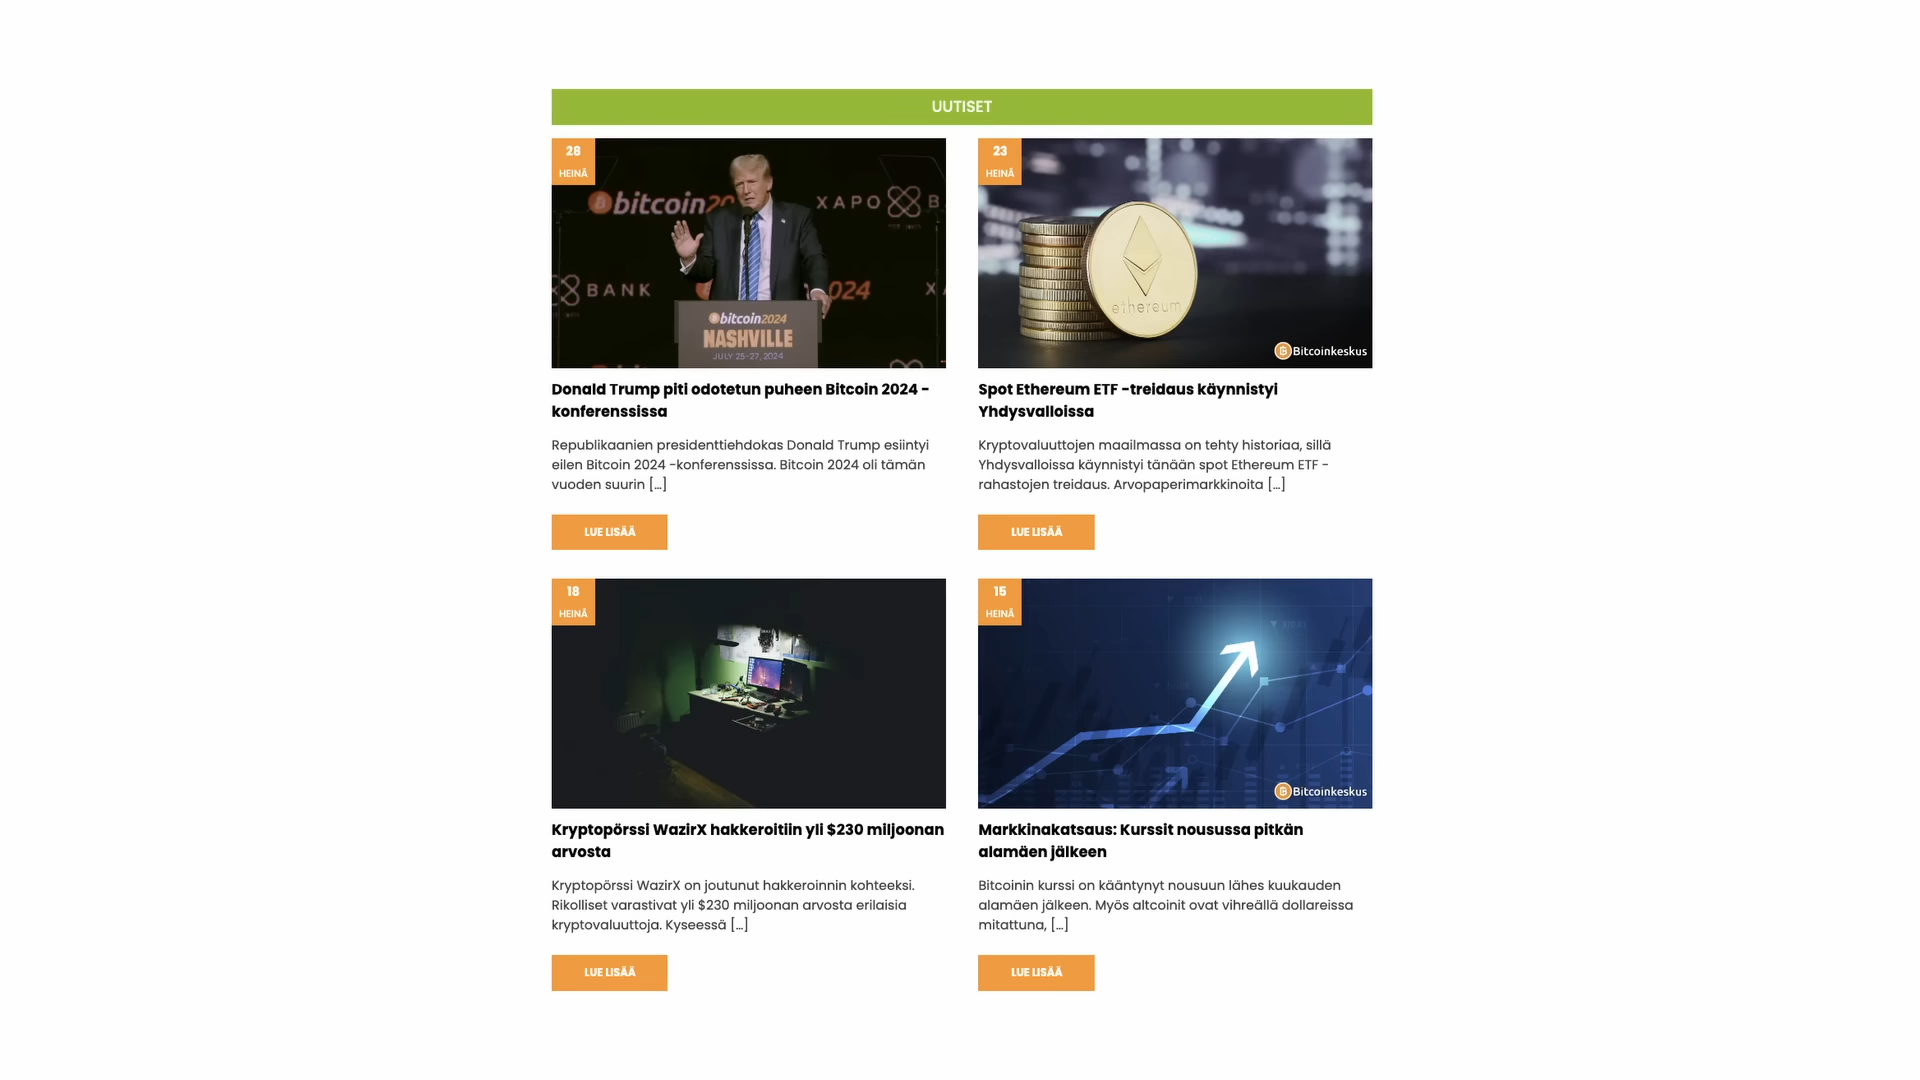 UUTISET
28
HEINÄ
bitcoin20
XAPO
B
BANK
2024
XA
bitcoin2024
NASHVILLE
JULY 25-27, 2024
Donald Trump piti odotetun puheen Bitcoin 2024 -
konferenssissa
Republikaanien presidenttiehdokas Donald Trump esiintyi
eilen Bitcoin 2024 -konferenssissa. Bitcoin 2024 oli tämän
vuoden suurin [...]
LUE LISÄÄ
23
HEINÄ
ethereum
Bitcoinkeskus
Spot Ethereum ETF -treidaus käynnistyi
Yhdysvalloissa
Kryptovaluuttojen maailmassa on tehty historiaa, sillä
Yhdysvalloissa käynnistyi tänään spot Ethereum ETF -
rahastojen treidaus. Arvopaperimarkkinoita [...]
LUE LISÄÄ
18
HEINÄ
Kryptopörssi WazirX hakkeroitiin yli $230 miljoonan
arvosta
Kryptopörssi WazirX on joutunut hakkeroinnin kohteeksi.
Rikolliset varastivat yli $230 miljoonan arvosta erilaisia
kryptovaluuttoja. Kyseessä [...]
LUE LISÄÄ
15
HEINÄ
Bitcoinkeskus
Markkinakatsaus: Kurssit nousussa pitkän
alamäen jälkeen
Bitcoinin kurssi on kääntynyt nousuun lähes kuukauden
alamäen jälkeen. Myös altcoinit ovat vihreällä dollareissa
mitattuna, [...]
LUE LISÄÄ